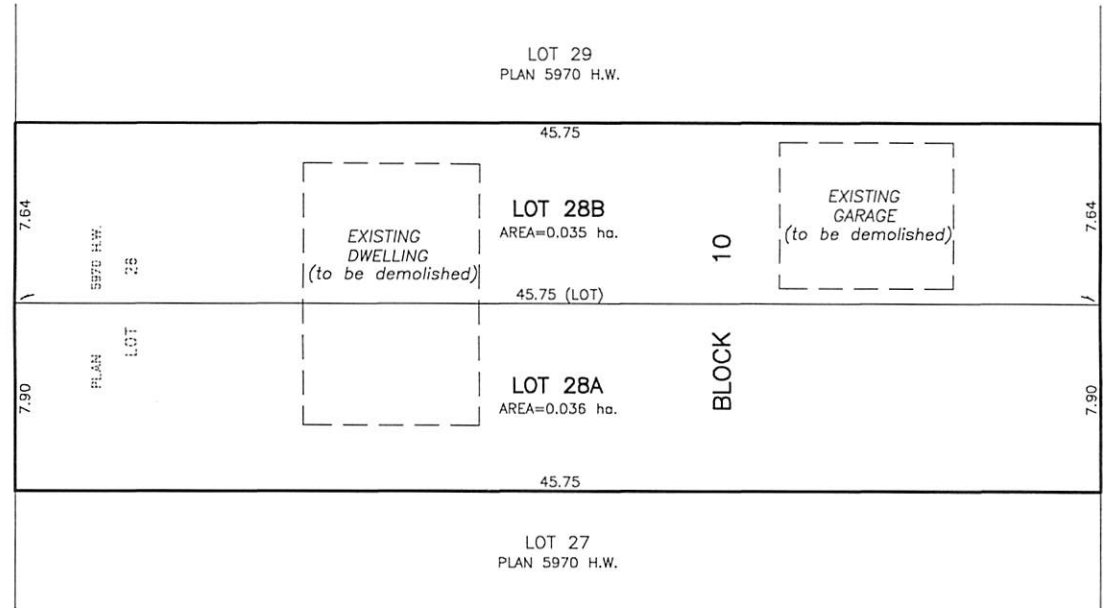 LOT 29
PLAN 5970 H.W.
45.75
EXISTING
GARAGE
(to be demolished)
7.64
LOT 28B
AREA=0.035 ha.
7.64
EXISTING
DWELLING
(to be demolished)
PLAN 5970 H.W.
LOT 28
45.75 (LOT)
BLOCK 10
7.90
LOT 28A
AREA=0.036 ha.
7.90
45.75
LOT 27
PLAN 5970 H.W.